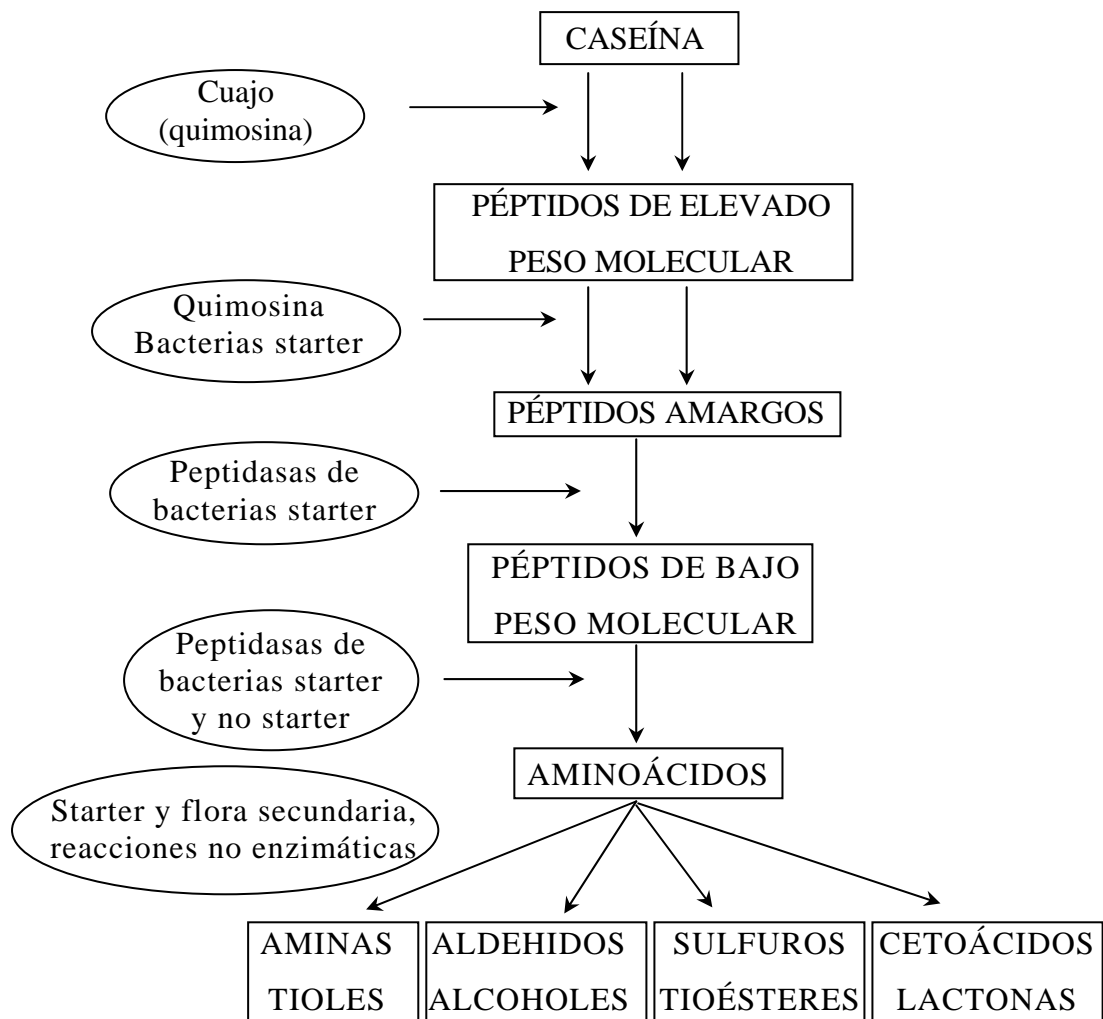 CASEÍNA
Cuajo
(quimosina)
PÉPTIDOS DE ELEVADO
PESO MOLECULAR
Quimosina
Bacterias starter
PÉPTIDOS AMARGOS
Peptidasas de
bacterias starter
PÉPTIDOS DE BAJO
PESO MOLECULAR
Peptidasas de
bacterias starter
y no starter
AMINOÁCIDOS
Starter y flora secundaria,
reacciones no enzimáticas
AMINAS
TIOLES
ALDEHIDOS
ALCOHOLES
SULFUROS
TIOÉSTERES
CETOÁCIDOS
LACTONAS